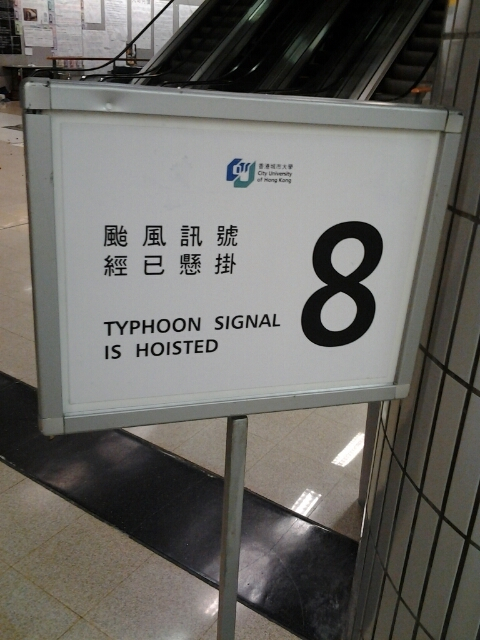 香港城市大學
City University
of Hong Kong
颱風訊號
經已懸掛
8
TYPHOON SIGNAL
IS HOISTED